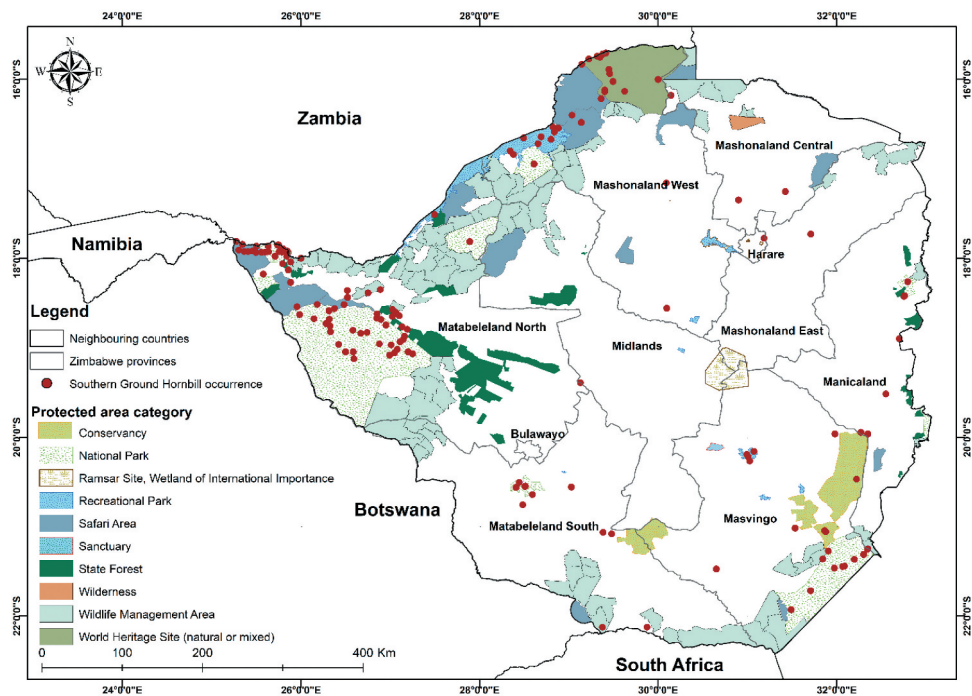 24°0'0"E 26°0'0"E 28°0'0"E 30°0'0"E 32°0'0"E
N
W E
S
16°0'0"S 16°0'0"S
Zambia
Mashonaland Central
Mashonaland West
Namibia
Harare
18°0'0"S 18°0'0"S
Legend
Neighbouring countries
Zimbabwe provinces
Southern Ground Hornbill occurrence
Matabeleland North
Mashonaland East
Midlands
Manicaland
Protected area category
Conservancy
National Park
Ramsar Site, Wetland of International Importance
Recreational Park
Safari Area
Sanctuary
State Forest
Wilderness
Wildlife Management Area
World Heritage Site (natural or mixed)
Bulawayo
20°0'0"S 20°0'0"S
Botswana
Masvingo
Matabeleland South
22°0'0"S 22°0'0"S
0 100 200 400 Km
South Africa
24°0'0"E 26°0'0"E 28°0'0"E 30°0'0"E 32°0'0"E